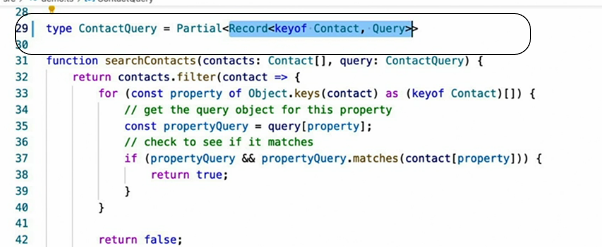 28
29 type ContactQuery = Partial<Record<keyof Contact, Query>>
30
31 function searchContacts(contacts: Contact[], query: ContactQuery) {
32     return contacts.filter(contact => {
33         for (const property of Object.keys(contact) as (keyof Contact)[]) {
34             // get the query object for this property
35             const propertyQuery = query[property];
36             // check to see if it matches
37             if (propertyQuery && propertyQuery.matches(contact[property])) {
38                 return true;
39             }
40         }
41
42         return false;